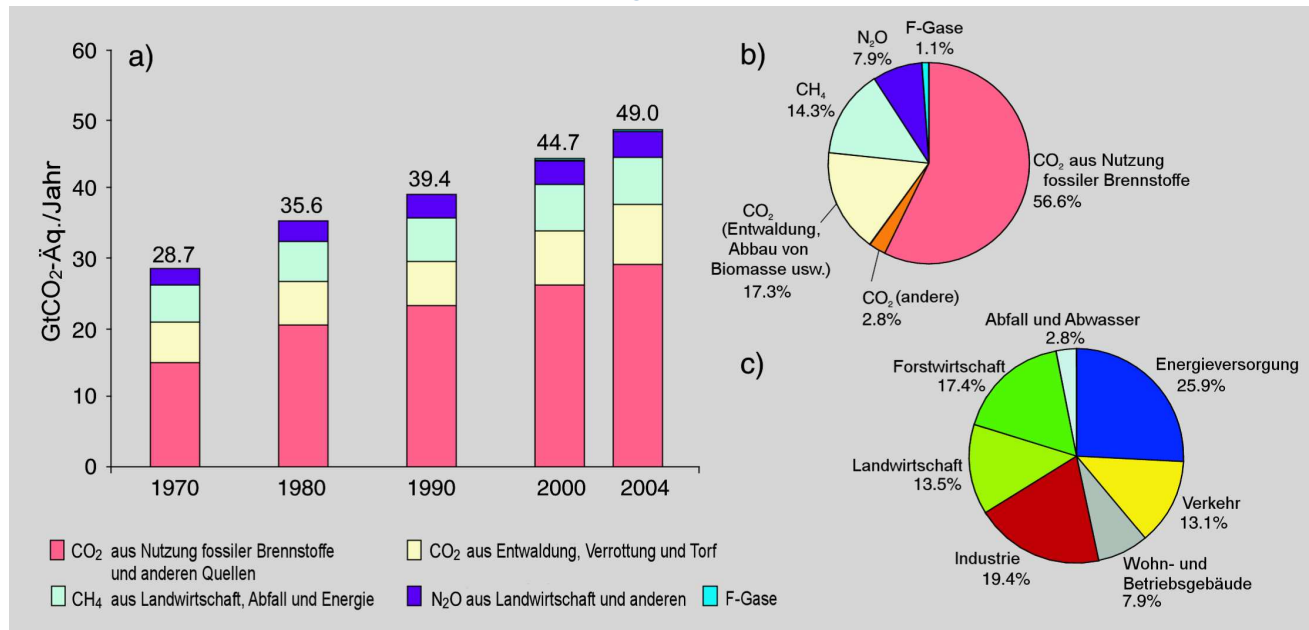 a)
GtCO₂-Äq./Jahr
60
50
40
30
20
10
0
28.7
35.6
39.4
44.7
49.0
1970
1980
1990
2000
2004
CO₂ aus Nutzung fossiler Brennstoffe
und anderen Quellen
CO₂ aus Entwaldung, Verrottung und Torf
CH₄ aus Landwirtschaft, Abfall und Energie
N₂O aus Landwirtschaft und anderen
F-Gase
b)
F-Gase
1.1%
N₂O
7.9%
CH₄
14.3%
CO₂ aus Nutzung
fossiler Brennstoffe
56.6%
CO₂
(Entwaldung,
Abbau von
Biomasse usw.)
17.3%
CO₂ (andere)
2.8%
c)
Abfall und Abwasser
2.8%
Energieversorgung
25.9%
Forstwirtschaft
17.4%
Landwirtschaft
13.5%
Verkehr
13.1%
Industrie
19.4%
Wohn- und
Betriebsgebäude
7.9%